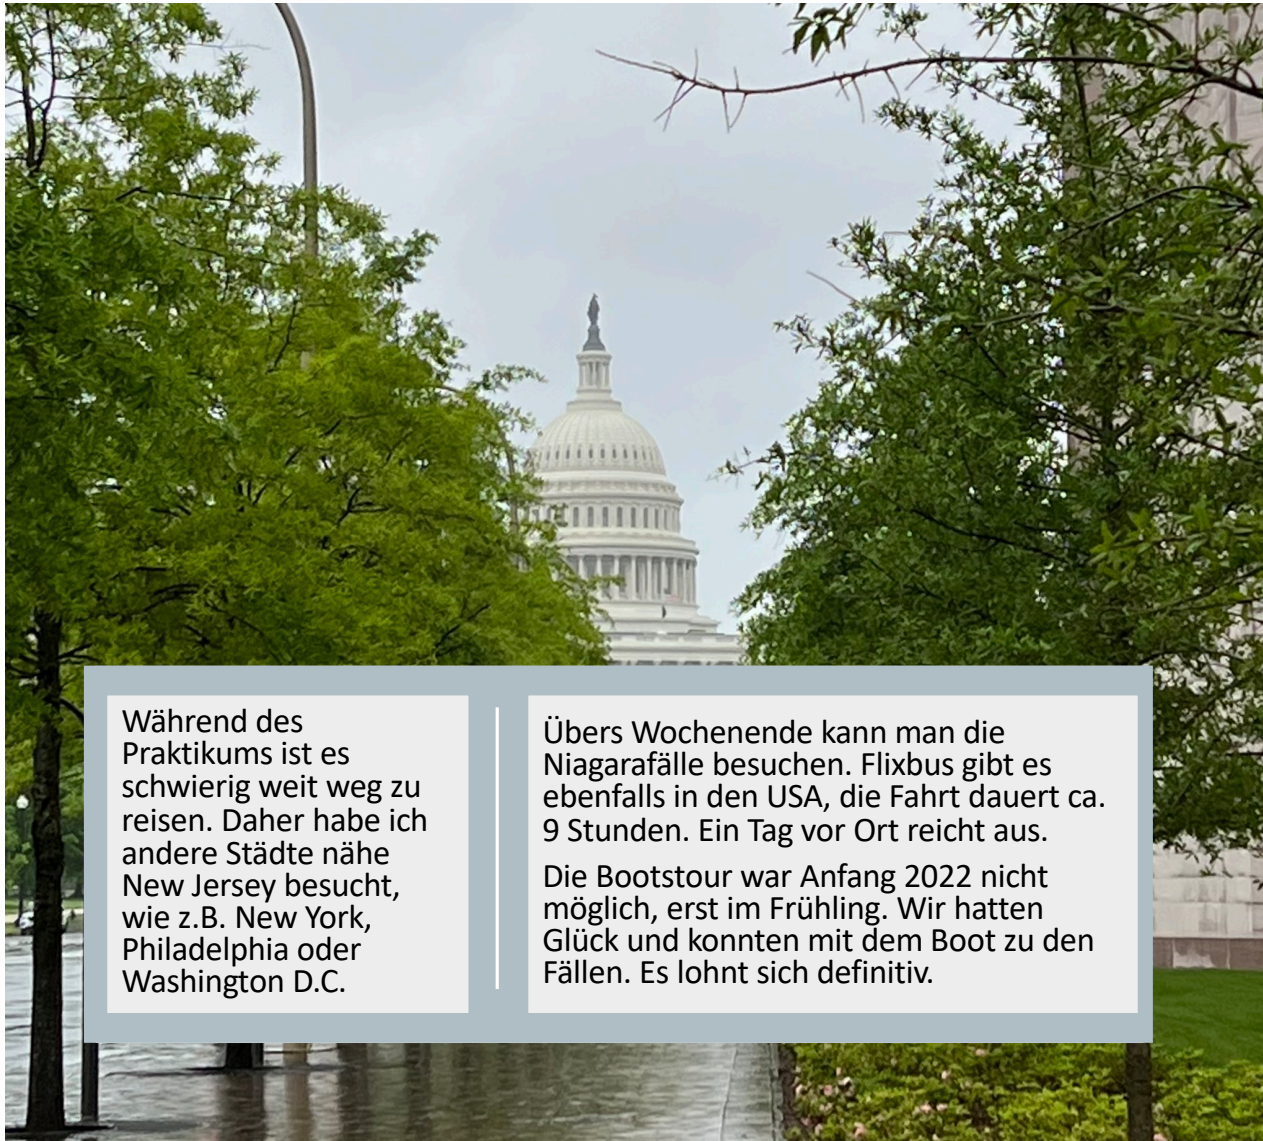 Während des
Praktikums ist es
schwierig weit weg zu
reisen. Daher habe ich
andere Städte nähe
New Jersey besucht,
wie z.B. New York,
Philadelphia oder
Washington D.C.
Übers Wochenende kann man die
Niagarafälle besuchen. Flixbus gibt es
ebenfalls in den USA, die Fahrt dauert ca.
9 Stunden. Ein Tag vor Ort reicht aus.
Die Bootstour war Anfang 2022 nicht
möglich, erst im Frühling. Wir hatten
Glück und konnten mit dem Boot zu den
Fällen. Es lohnt sich definitiv.